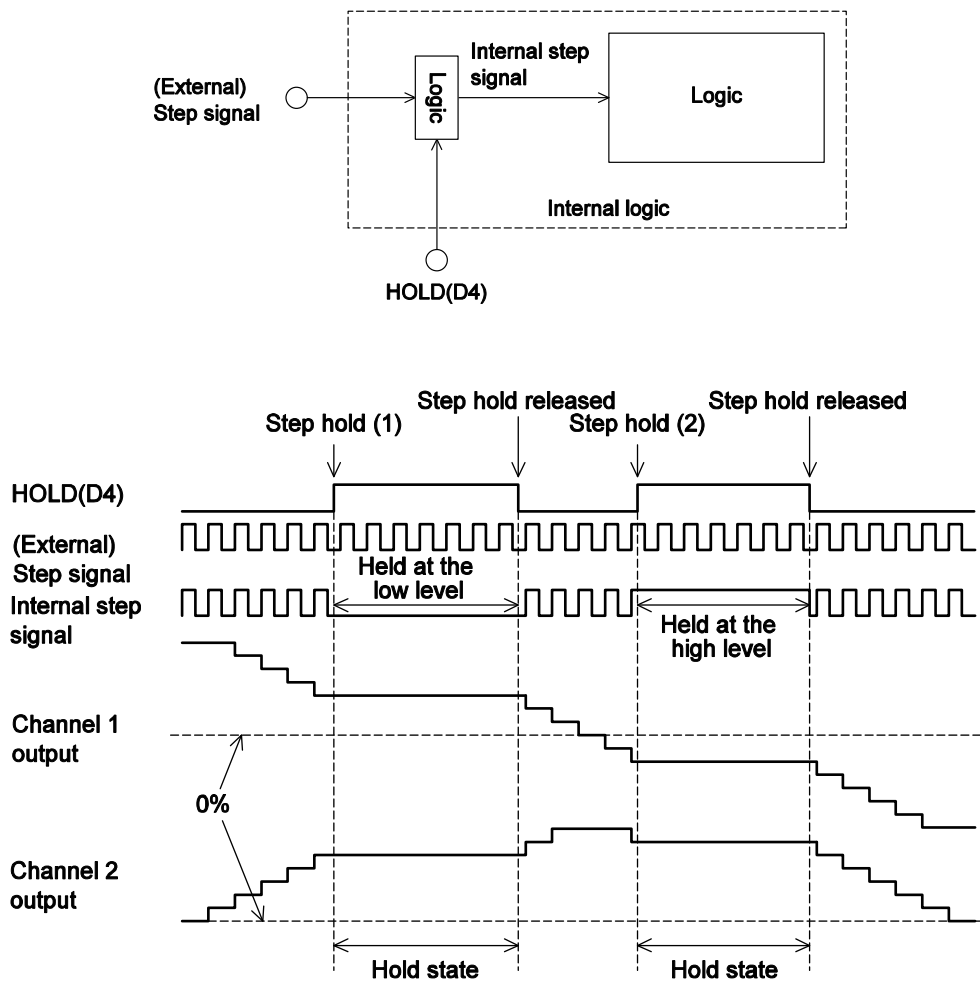 Internal step
signal
(External)
Step signal
Logic
Logic
Internal logic
HOLD(D4)
Step hold (1)
Step hold released
Step hold (2)
Step hold released
HOLD(D4)
(External)
Step signal
Held at the
low level
Internal step
signal
Held at the
high level
Channel 1
output
0%
Channel 2
output
Hold state
Hold state